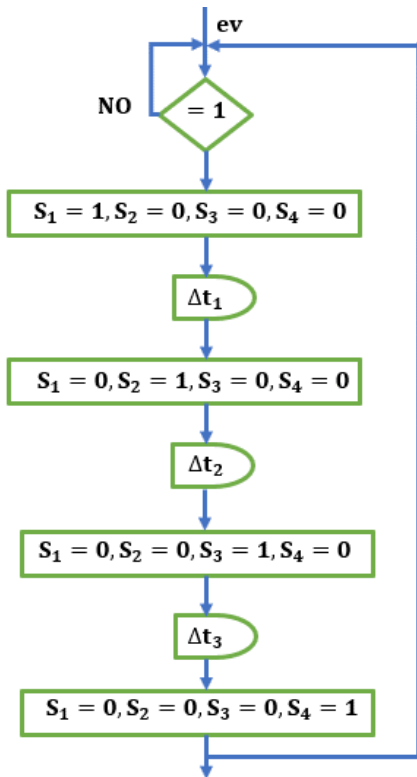 ev
NO
= 1
S₁ = 1, S₂ = 0, S₃ = 0, S₄ = 0
Δt₁
S₁ = 0, S₂ = 1, S₃ = 0, S₄ = 0
Δt₂
S₁ = 0, S₂ = 0, S₃ = 1, S₄ = 0
Δt₃
S₁ = 0, S₂ = 0, S₃ = 0, S₄ = 1